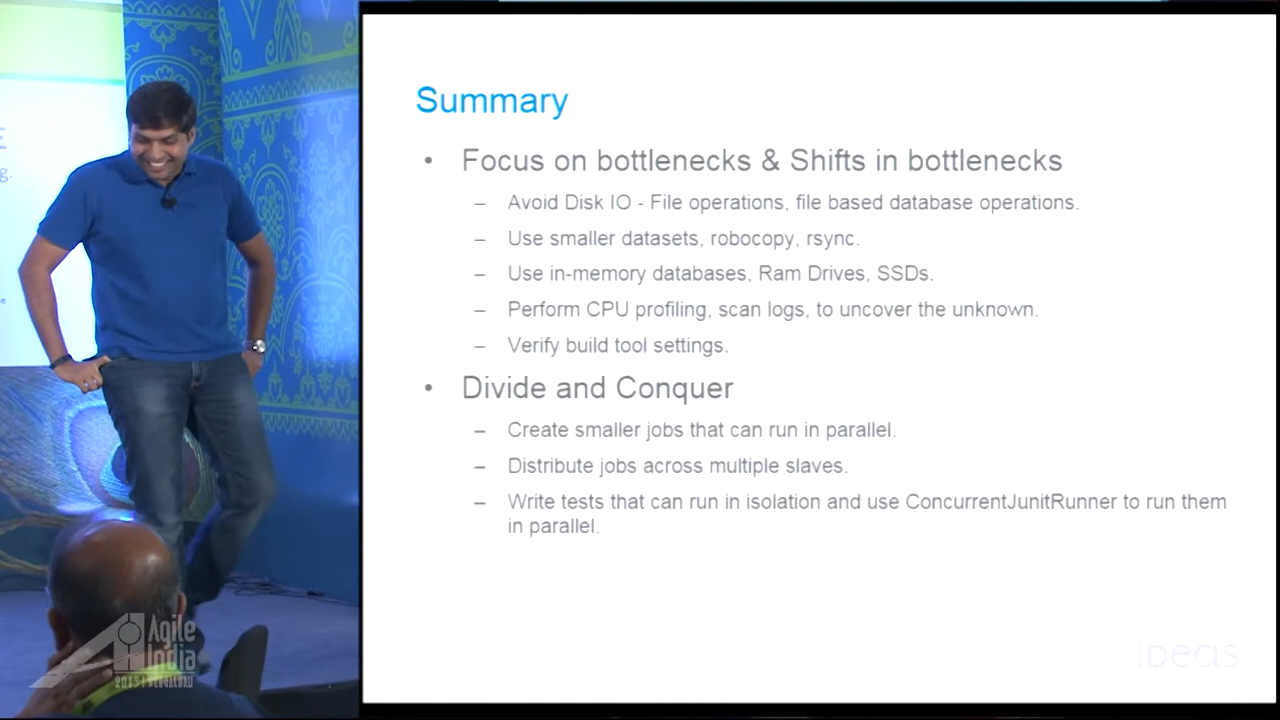 Summary
• Focus on bottlenecks & Shifts in bottlenecks
– Avoid Disk IO - File operations, file based database operations.
– Use smaller datasets, robocopy, rsync.
– Use in-memory databases, Ram Drives, SSDs.
– Perform CPU profiling, scan logs, to uncover the unknown.
– Verify build tool settings.
• Divide and Conquer
– Create smaller jobs that can run in parallel.
– Distribute jobs across multiple slaves.
– Write tests that can run in isolation and use ConcurrentJunitRunner to run them
in parallel.
ideas
Agile
India
2015 | Bengaluru